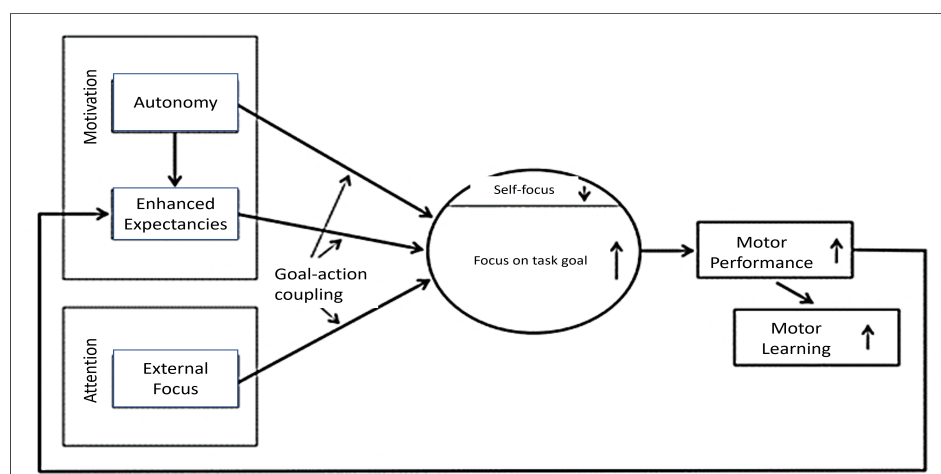 Motivation
Autonomy
Enhanced
Expectancies
Attention
External
Focus
Goal-action
coupling
Self-focus
Focus on task goal
Motor
Performance
Motor
Learning